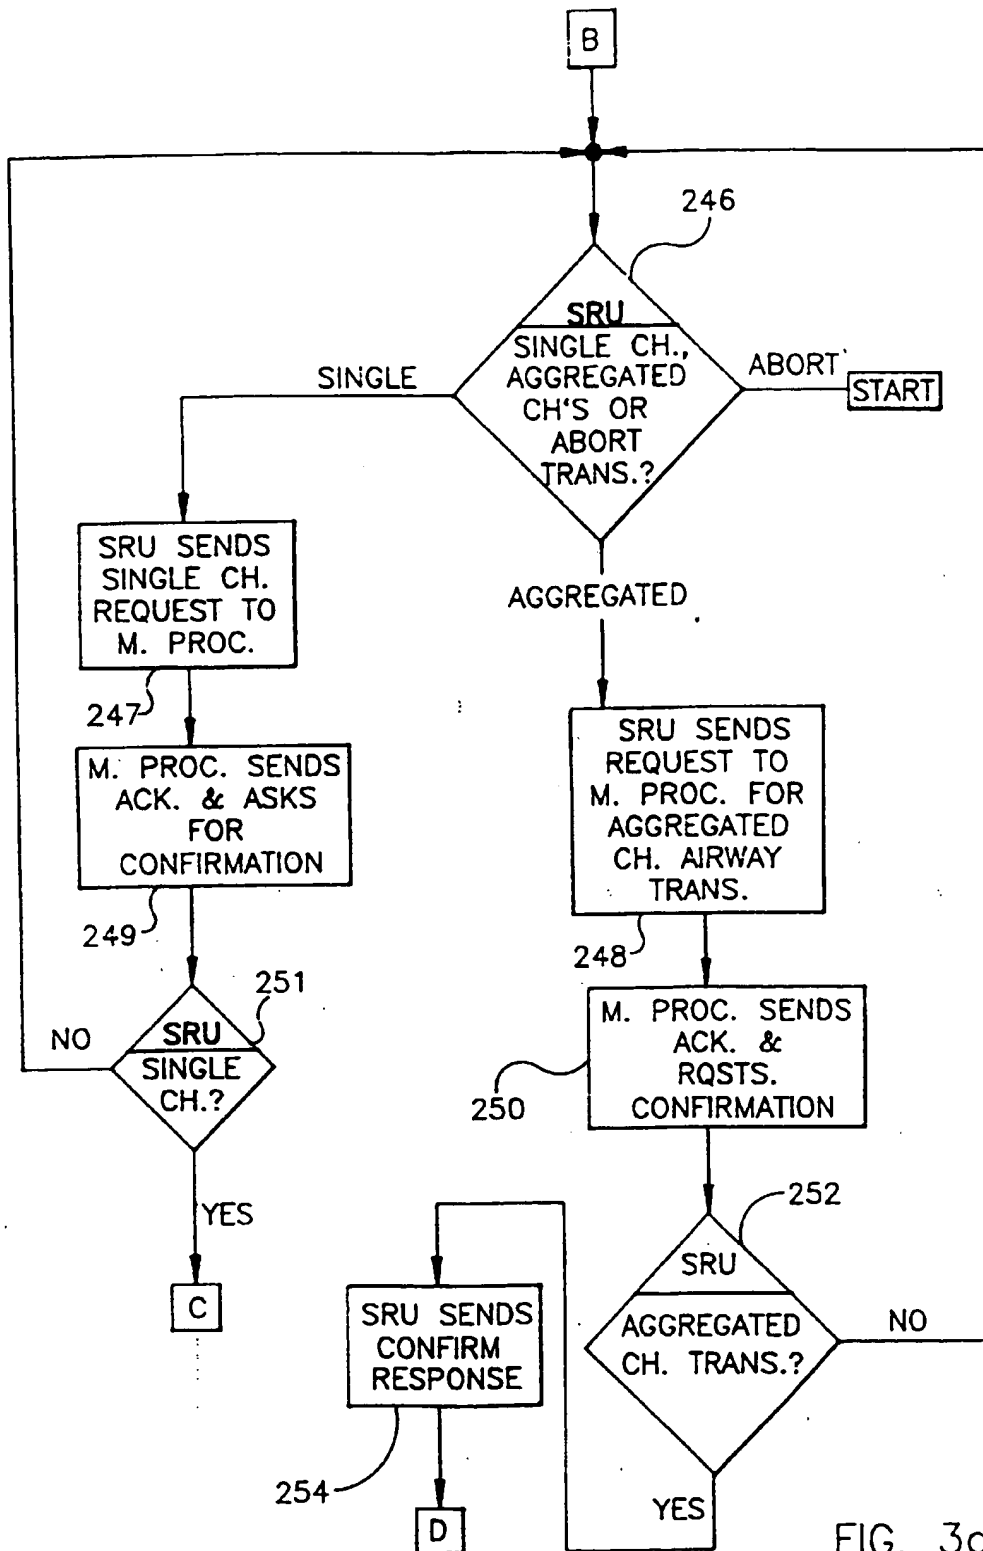 B
246
SRU
SINGLE CH.,
AGGREGATED
CH'S OR
ABORT
TRANS.?
SINGLE
ABORT
START
AGGREGATED
SRU SENDS
SINGLE CH.
REQUEST TO
M. PROC.
247
M. PROC. SENDS
ACK. & ASKS
FOR
CONFIRMATION
249
251
SRU
SINGLE
CH.?
NO
YES
C
SRU SENDS
REQUEST TO
M. PROC. FOR
AGGREGATED
CH. AIRWAY
TRANS.
248
M. PROC. SENDS
ACK. &
RQSTS.
CONFIRMATION
250
252
SRU
AGGREGATED
CH. TRANS.?
NO
YES
SRU SENDS
CONFIRM
RESPONSE
254
D